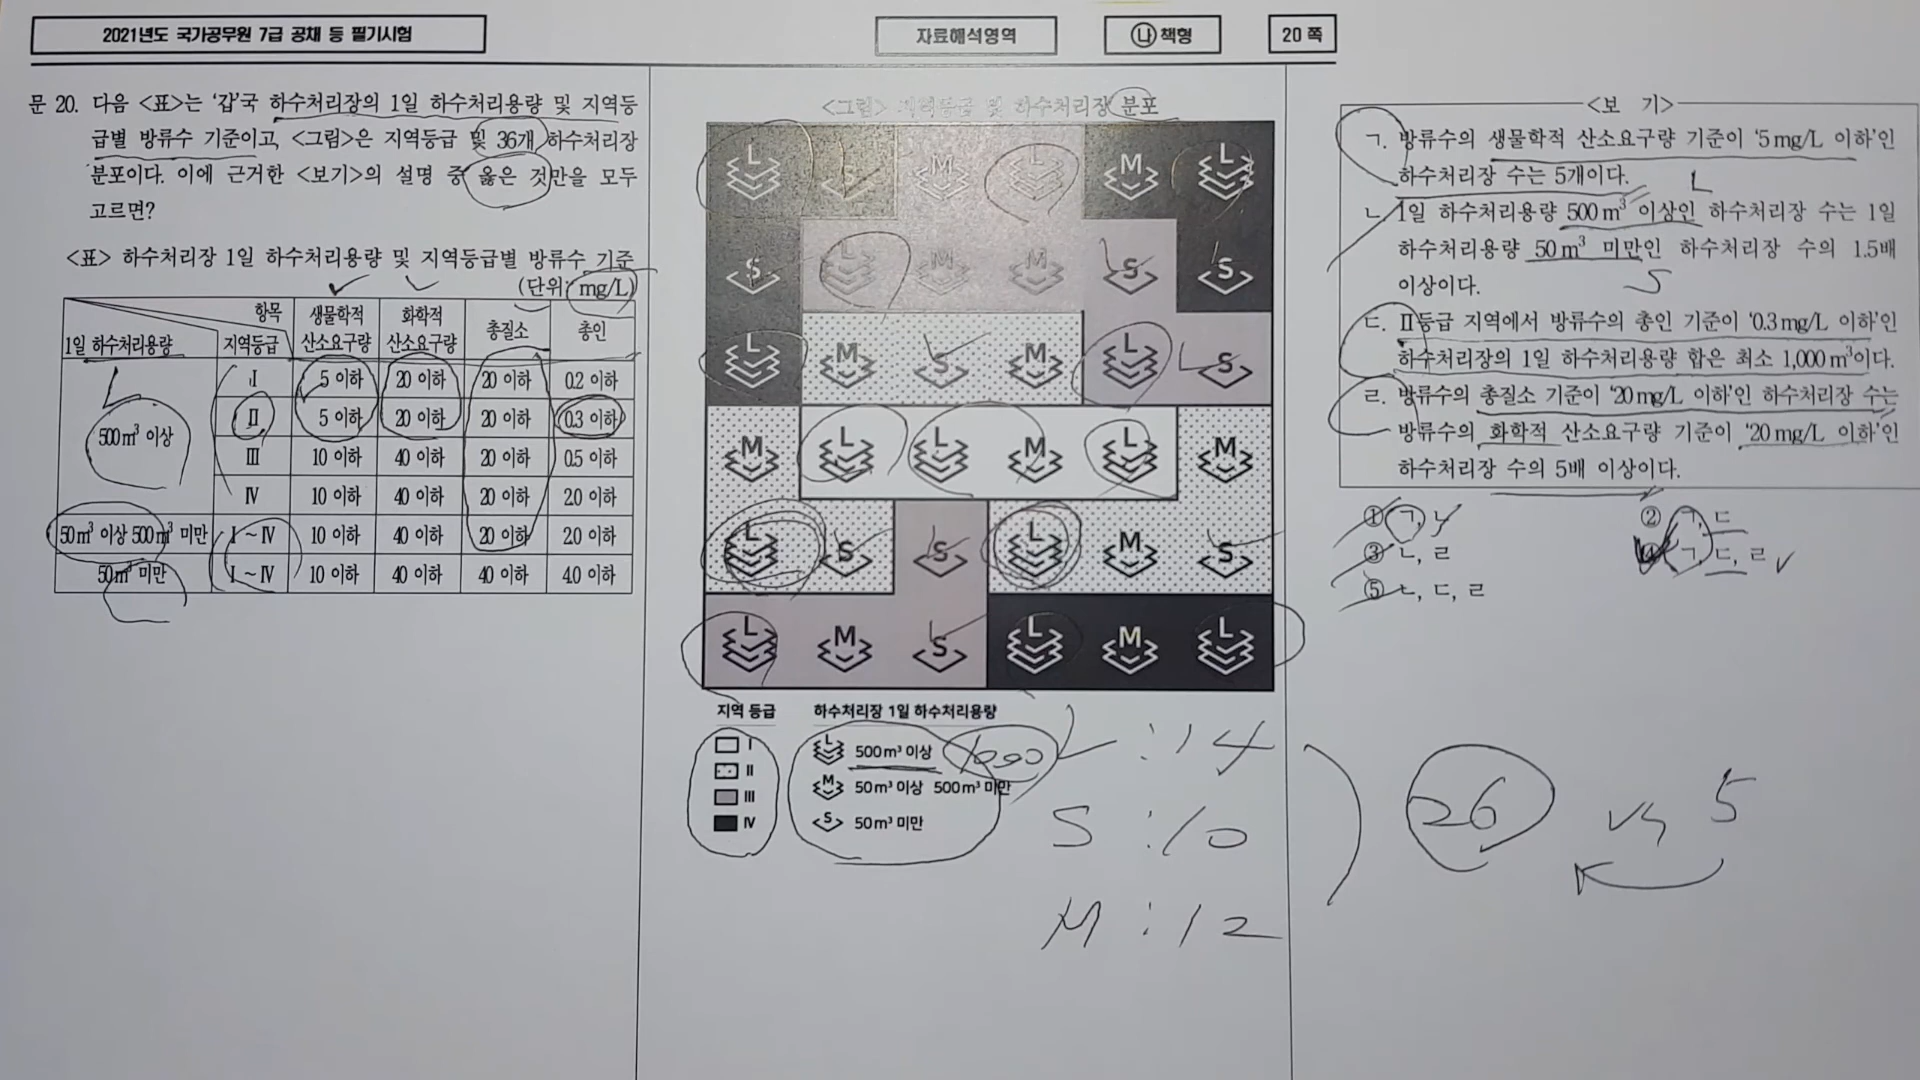 2021년도 국가공무원 7급 공채 등 필기시험
자료해석영역
㉯ 책형
20 쪽
문 20. 다음 <표>는 ‘갑’국 하수처리장의 1일 하수처리용량 및 지역등
급별 방류수 기준이고, <그림>은 지역등급 및 36개 하수처리장
분포이다. 이에 근거한 <보기>의 설명 중 옳은 것만을 모두
고르면?
<표> 하수처리장 1일 하수처리용량 및 지역등급별 방류수 기준
(단위: mg/L)
항목 생물학적 산소요구량 화학적 산소요구량 총질소 총인
1일 하수처리용량 지역등급
500㎥ 이상 Ⅰ 5 이하 20 이하 20 이하 0.2 이하
Ⅱ 5 이하 20 이하 20 이하 0.3 이하
Ⅲ 10 이하 40 이하 20 이하 0.5 이하
Ⅳ 10 이하 40 이하 20 이하 2.0 이하
50㎥ 이상 500㎥ 미만 Ⅰ~Ⅳ 10 이하 40 이하 20 이하 2.0 이하
50㎥ 미만 Ⅰ~Ⅳ 10 이하 40 이하 40 이하 4.0 이하
<그림> 지역등급 및 하수처리장 분포
L S M L M L
S L M M S S
L M S M L S
M L L M L M
L S S L M S
L M S L M L
지역 등급
Ⅰ
Ⅱ
Ⅲ
Ⅳ
하수처리장 1일 하수처리용량
L 500㎥ 이상 1000
M 50㎥ 이상 500㎥ 미만
S 50㎥ 미만
L : 14
S : 10
M : 12
26 vs 5
<보 기>
ㄱ. 방류수의 생물학적 산소요구량 기준이 ‘5 mg/L 이하’인
하수처리장 수는 5개이다.
L
ㄴ. 1일 하수처리용량 500㎥ 이상인 하수처리장 수는 1일
하수처리용량 50㎥ 미만인 하수처리장 수의 1.5배
이상이다.
S
ㄷ. Ⅱ등급 지역에서 방류수의 총인 기준이 ‘0.3 mg/L 이하’인
하수처리장의 1일 하수처리용량 합은 최소 1,000㎥이다.
ㄹ. 방류수의 총질소 기준이 ‘20 mg/L 이하’인 하수처리장 수는
방류수의 화학적 산소요구량 기준이 ‘20 mg/L 이하’인
하수처리장 수의 5배 이상이다.
① ㄱ, ㄴ
② ㄱ, ㄷ
③ ㄴ, ㄹ
④ ㄱ, ㄷ, ㄹ
⑤ ㄴ, ㄷ, ㄹ